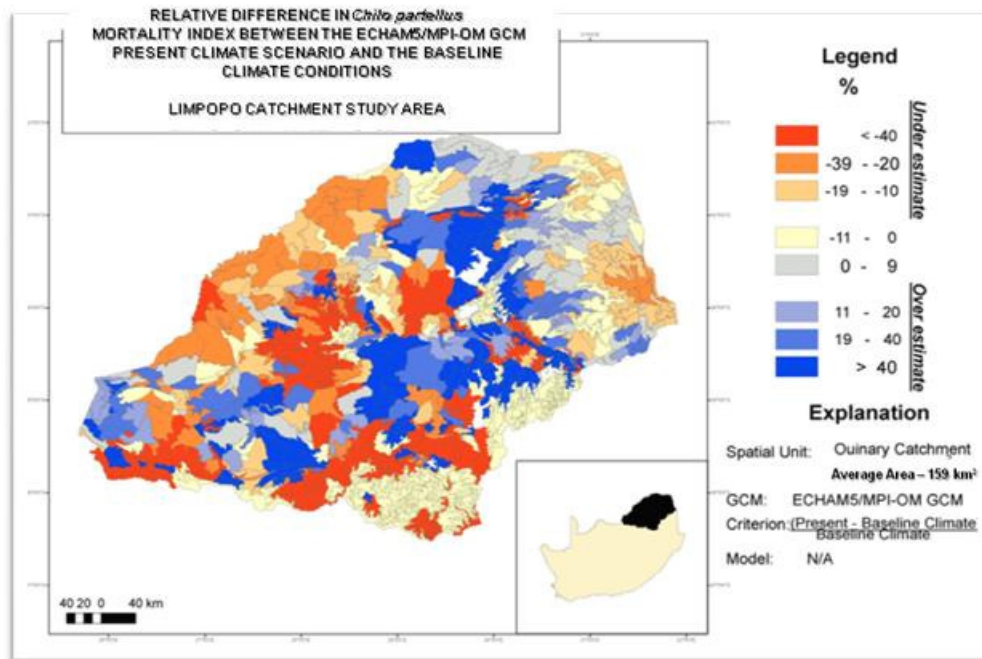 RELATIVE DIFFERENCE IN Chilo partellus
MORTALITY INDEX BETWEEN THE ECHAM5/MPI-OM GCM
PRESENT CLIMATE SCENARIO AND THE BASELINE
CLIMATE CONDITIONS
LIMPOPO CATCHMENT STUDY AREA
Legend
%
Under estimate
< -40
-39 - -20
-19 - -10
-11 - 0
0 - 9
Over estimate
11 - 20
19 - 40
> 40
Explanation
Spatial Unit: Quinary Catchment
Average Area – 159 km²
GCM: ECHAM5/MPI-OM GCM
Criterion: (Present - Baseline Climate
Baseline Climate
Model: N/A
40 20 0 40 km